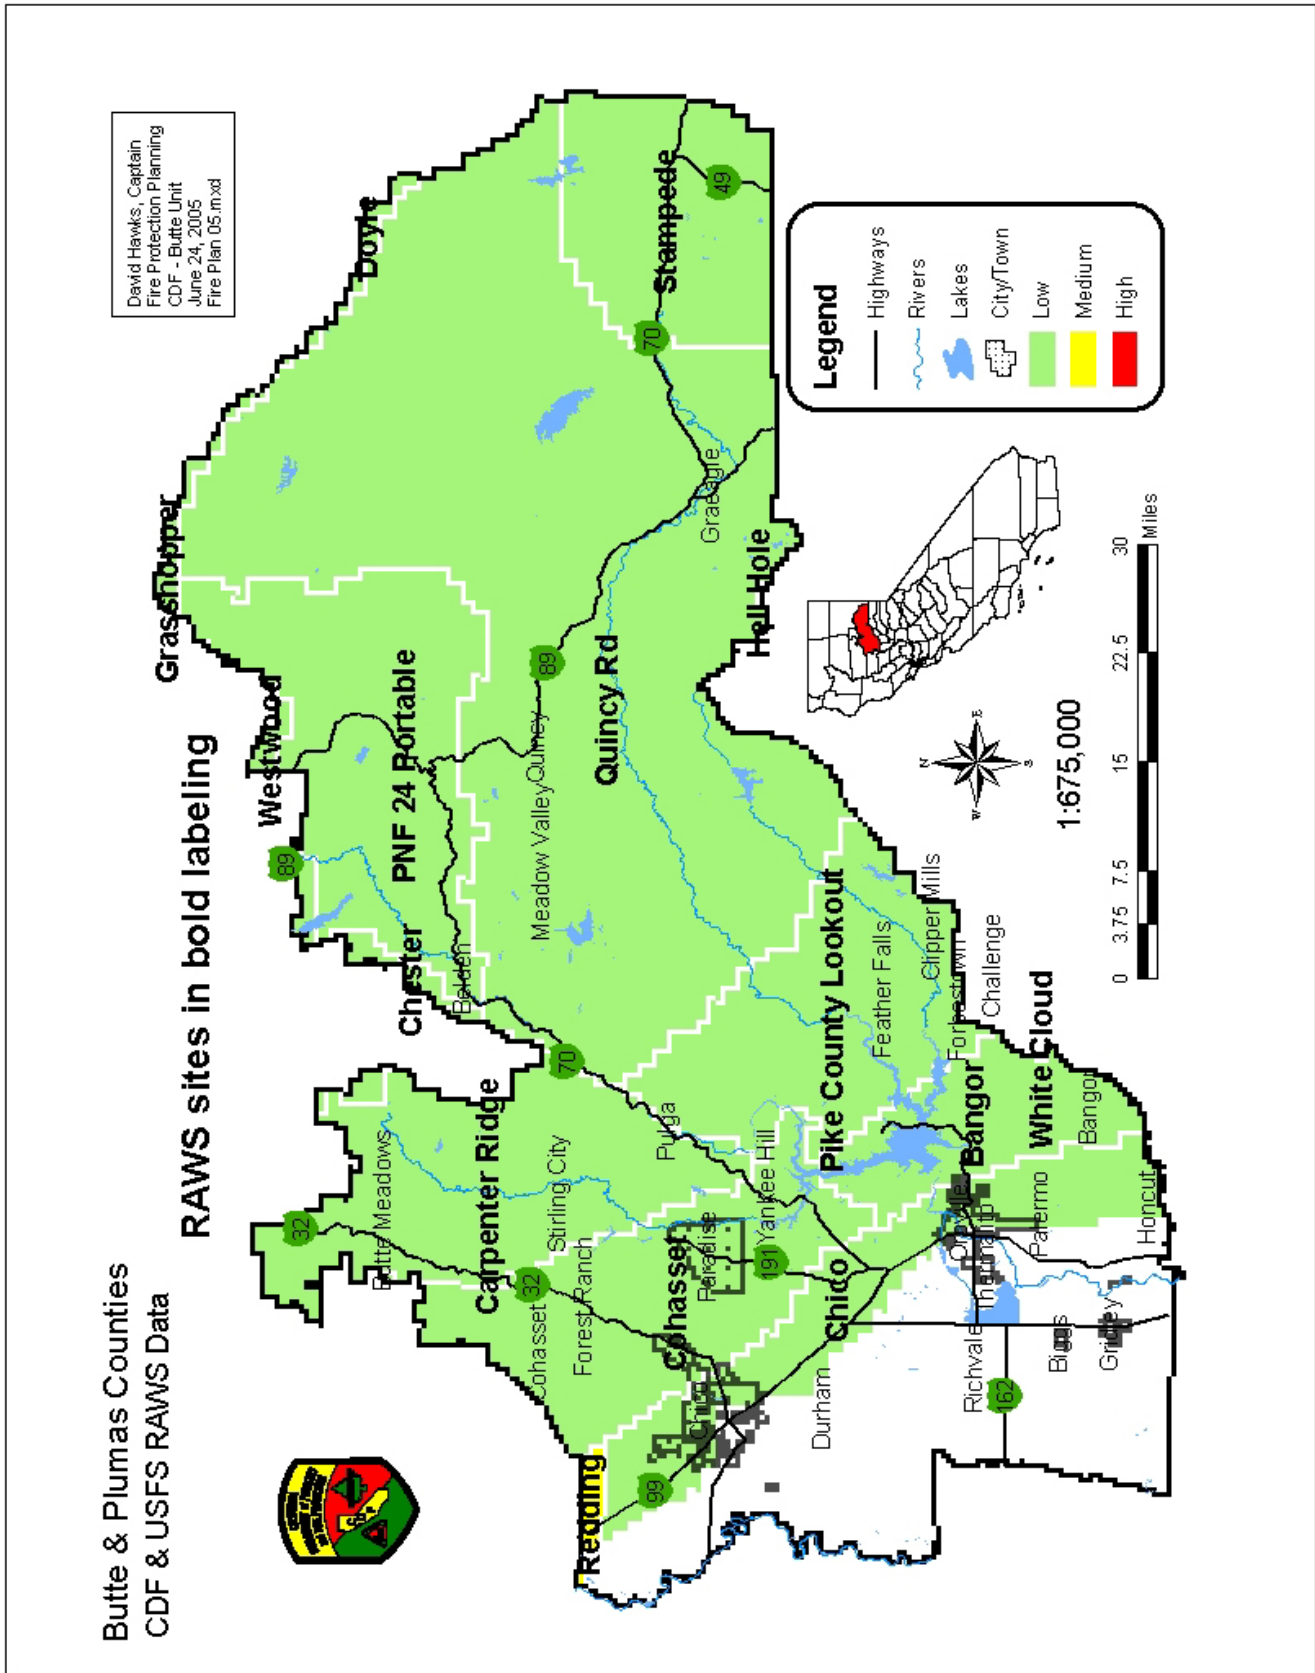 Butte & Plumas Counties
CDF & USFS RAWS Data
RAWS sites in bold labeling
David Hawks, Captain
Fire Protection Planning
CDF - Butte Unit
June 24, 2005
Fire Plan 05.mxd
Grasshopper
Westwood
Doyle
89
PNF 24 Portable
Chester
Belden
32
Butte Meadows
Carpenter Ridge
70
89
Meadow Valley
Quincy
Quincy Rd
Stampede
70
49
Graeagle
Hell Hole
32
Stirling City
Cohasset
Forest Ranch
Pulga
Redding
99
Chico
Cohasset
Paradise
191
Yankee Hill
Durham
Chico
Pike County Lookout
Feather Falls
Clipper Mills
Forbestown
Challenge
Bangor
White Cloud
Bangor
Oroville
Thermalito
Palermo
Honcut
Richvale
162
Biggs
Gridley
Legend
Highways
Rivers
Lakes
City/Town
Low
Medium
High
N
W
E
S
1:675,000
0
3.75
7.5
15
22.5
30
Miles